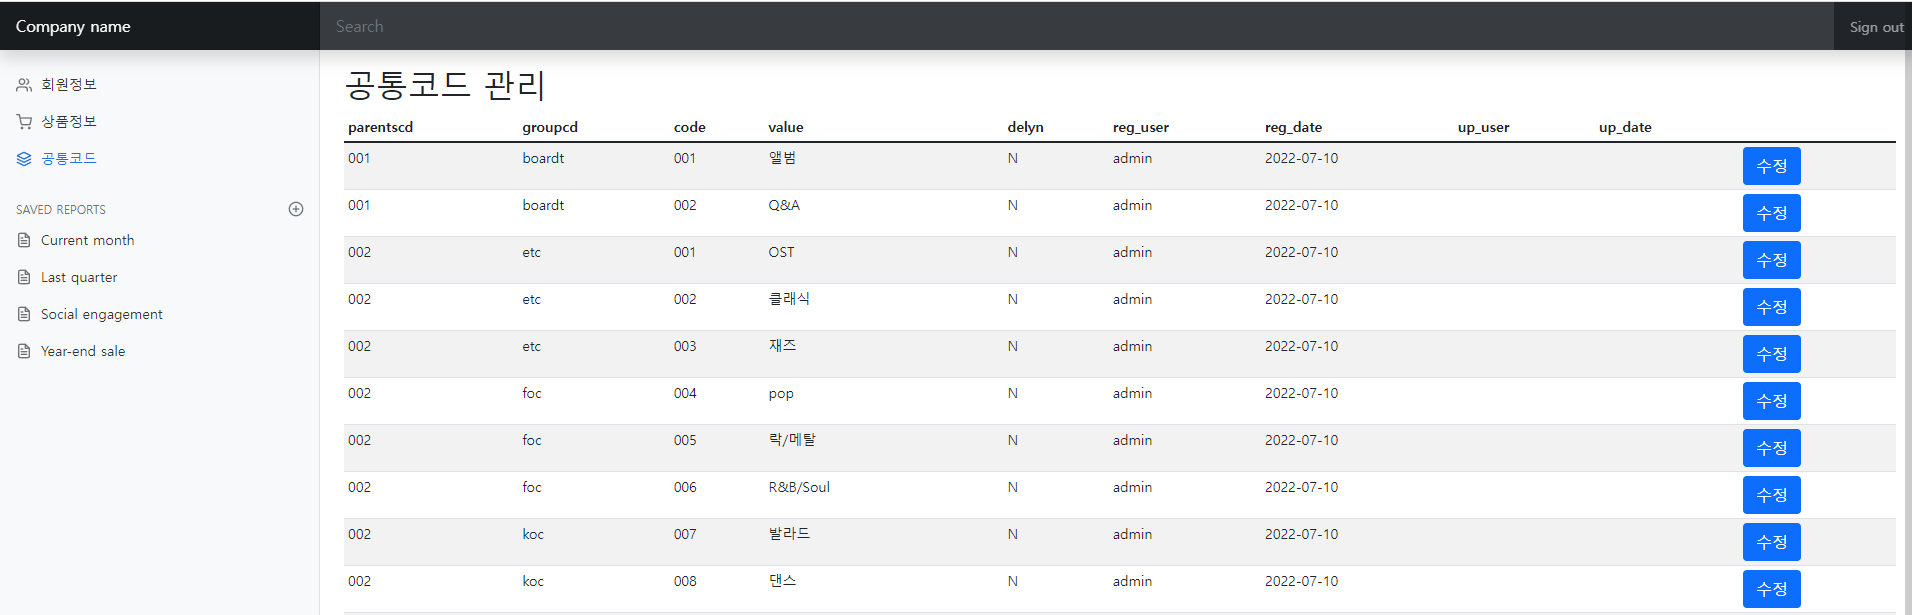 Company name Search Sign out
회원정보
상품정보
공통코드
SAVED REPORTS
Current month
Last quarter
Social engagement
Year-end sale
공통코드 관리
parentscd groupcd code value delyn reg_user reg_date up_user up_date
001 boardt 001 앨범 N admin 2022-07-10 수정
001 boardt 002 Q&A N admin 2022-07-10 수정
002 etc 001 OST N admin 2022-07-10 수정
002 etc 002 클래식 N admin 2022-07-10 수정
002 etc 003 재즈 N admin 2022-07-10 수정
002 foc 004 pop N admin 2022-07-10 수정
002 foc 005 락/메탈 N admin 2022-07-10 수정
002 foc 006 R&B/Soul N admin 2022-07-10 수정
002 koc 007 발라드 N admin 2022-07-10 수정
002 koc 008 댄스 N admin 2022-07-10 수정